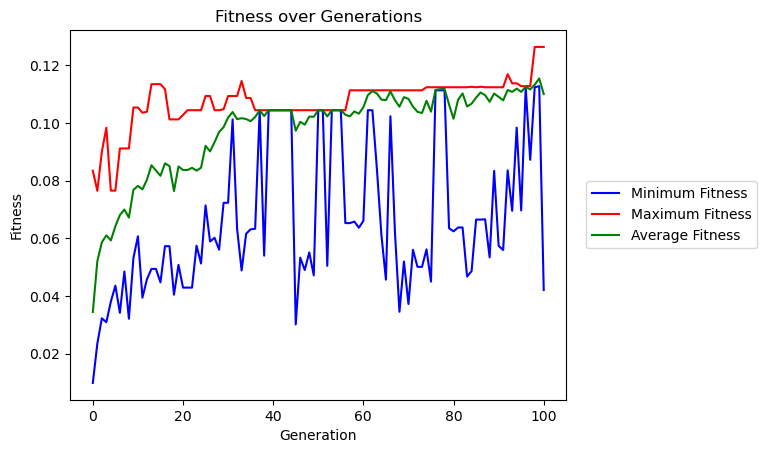 Fitness over Generations
Fitness
0.12
0.10
0.08
0.06
0.04
0.02
0
20
40
60
80
100
Generation
Minimum Fitness
Maximum Fitness
Average Fitness